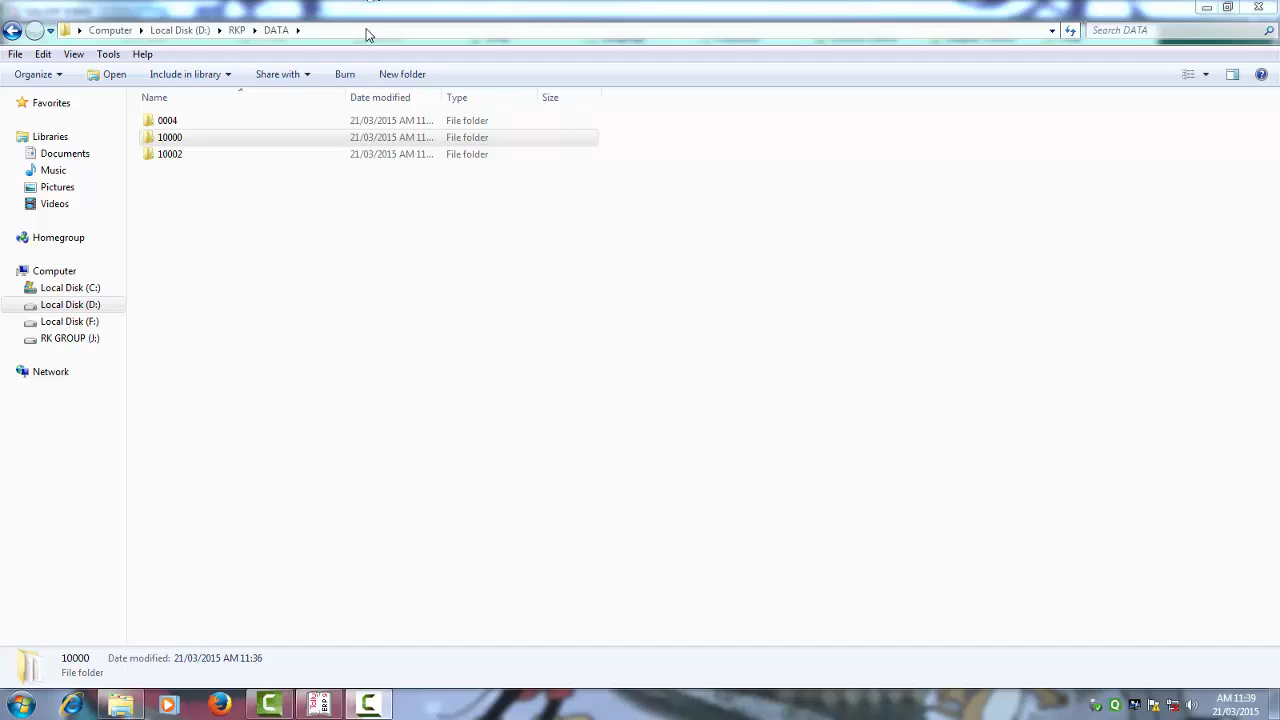 Computer Local Disk (D:) RKP DATA Search DATA
File Edit View Tools Help
Organize Open Include in library Share with Burn New folder
Name Date modified Type Size
Favorites
0004 21/03/2015 AM 11... File folder
10000 21/03/2015 AM 11... File folder
10002 21/03/2015 AM 11... File folder
Libraries
Documents
Music
Pictures
Videos
Homegroup
Computer
Local Disk (C:)
Local Disk (D:)
Local Disk (F:)
RK GROUP (J:)
Network
10000 Date modified: 21/03/2015 AM 11:36
File folder
AM 11:39
21/03/2015